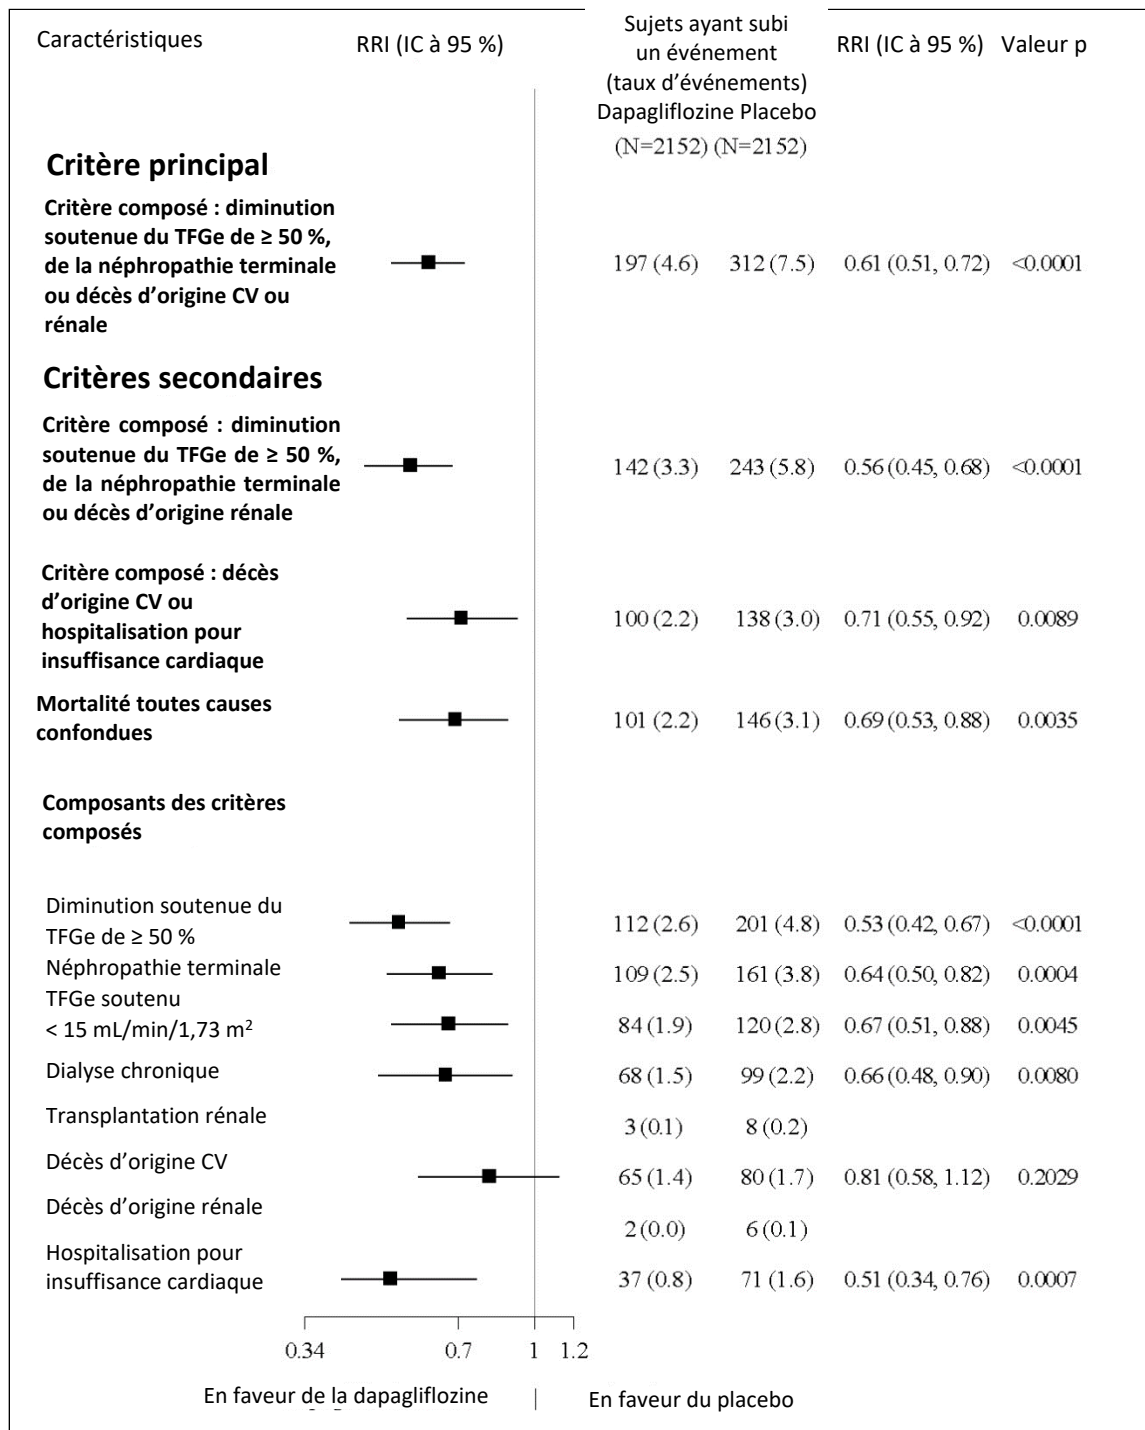 Caractéristiques
RRI (IC à 95 %)
Sujets ayant subi
un événement
(taux d’événements)
Dapagliflozine Placebo
RRI (IC à 95 %) Valeur p
(N=2152) (N=2152)
Critère principal
Critère composé : diminution
soutenue du TFGe de ≥ 50 %,
de la néphropathie terminale
ou décès d’origine CV ou
rénale
197 (4.6) 312 (7.5) 0.61 (0.51, 0.72) <0.0001
Critères secondaires
Critère composé : diminution
soutenue du TFGe de ≥ 50 %,
de la néphropathie terminale
ou décès d’origine rénale
142 (3.3) 243 (5.8) 0.56 (0.45, 0.68) <0.0001
Critère composé : décès
d’origine CV ou
hospitalisation pour
insuffisance cardiaque
100 (2.2) 138 (3.0) 0.71 (0.55, 0.92) 0.0089
Mortalité toutes causes
confondues
101 (2.2) 146 (3.1) 0.69 (0.53, 0.88) 0.0035
Composants des critères
composés
Diminution soutenue du
TFGe de ≥ 50 %
112 (2.6) 201 (4.8) 0.53 (0.42, 0.67) <0.0001
Néphropathie terminale
109 (2.5) 161 (3.8) 0.64 (0.50, 0.82) 0.0004
TFGe soutenu
< 15 mL/min/1,73 m²
84 (1.9) 120 (2.8) 0.67 (0.51, 0.88) 0.0045
Dialyse chronique
68 (1.5) 99 (2.2) 0.66 (0.48, 0.90) 0.0080
Transplantation rénale
3 (0.1) 8 (0.2)
Décès d’origine CV
65 (1.4) 80 (1.7) 0.81 (0.58, 1.12) 0.2029
Décès d’origine rénale
2 (0.0) 6 (0.1)
Hospitalisation pour
insuffisance cardiaque
37 (0.8) 71 (1.6) 0.51 (0.34, 0.76) 0.0007
0.34 0.7 1 1.2
En faveur de la dapagliflozine | En faveur du placebo